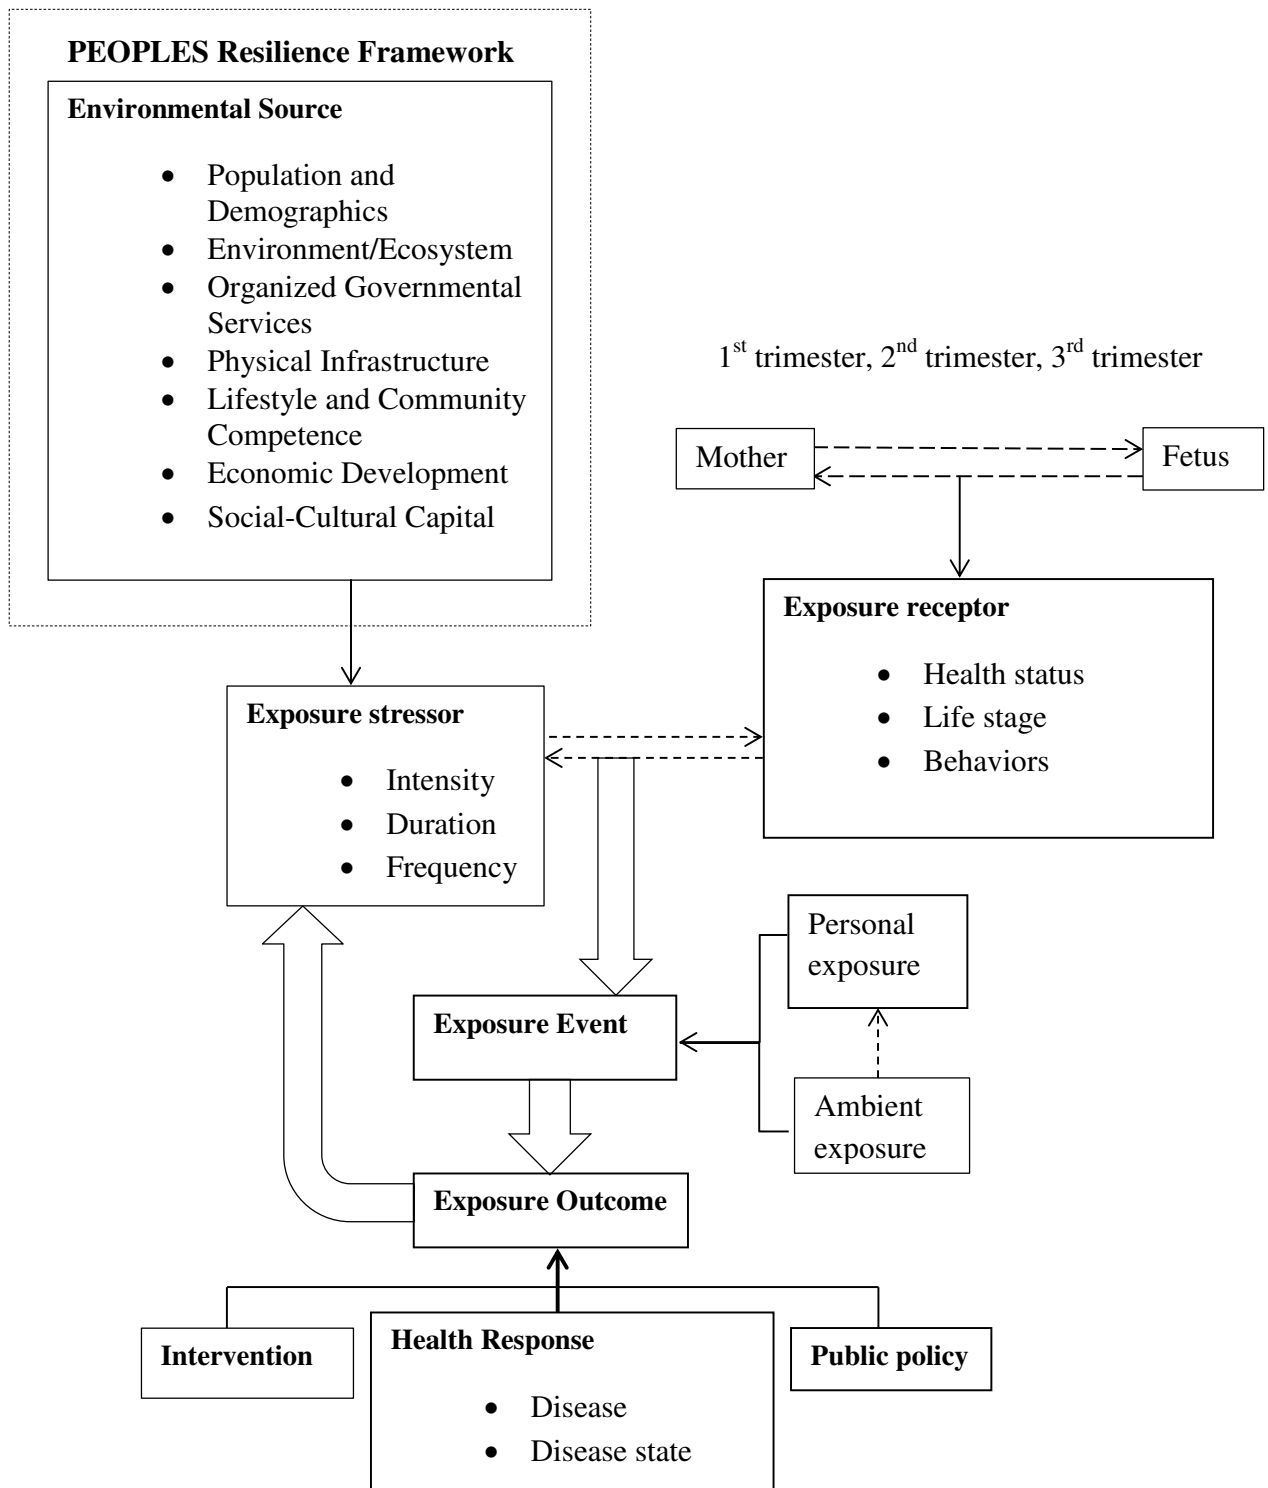 PEOPLES Resilience Framework
Environmental Source
• Population and
Demographics
• Environment/Ecosystem
• Organized Governmental
Services
• Physical Infrastructure
• Lifestyle and Community
Competence
• Economic Development
• Social-Cultural Capital
1st trimester, 2nd trimester, 3rd trimester
Mother
Fetus
Exposure receptor
• Health status
• Life stage
• Behaviors
Exposure stressor
• Intensity
• Duration
• Frequency
Personal
exposure
Exposure Event
Ambient
exposure
Exposure Outcome
Intervention
Health Response
• Disease
• Disease state
Public policy